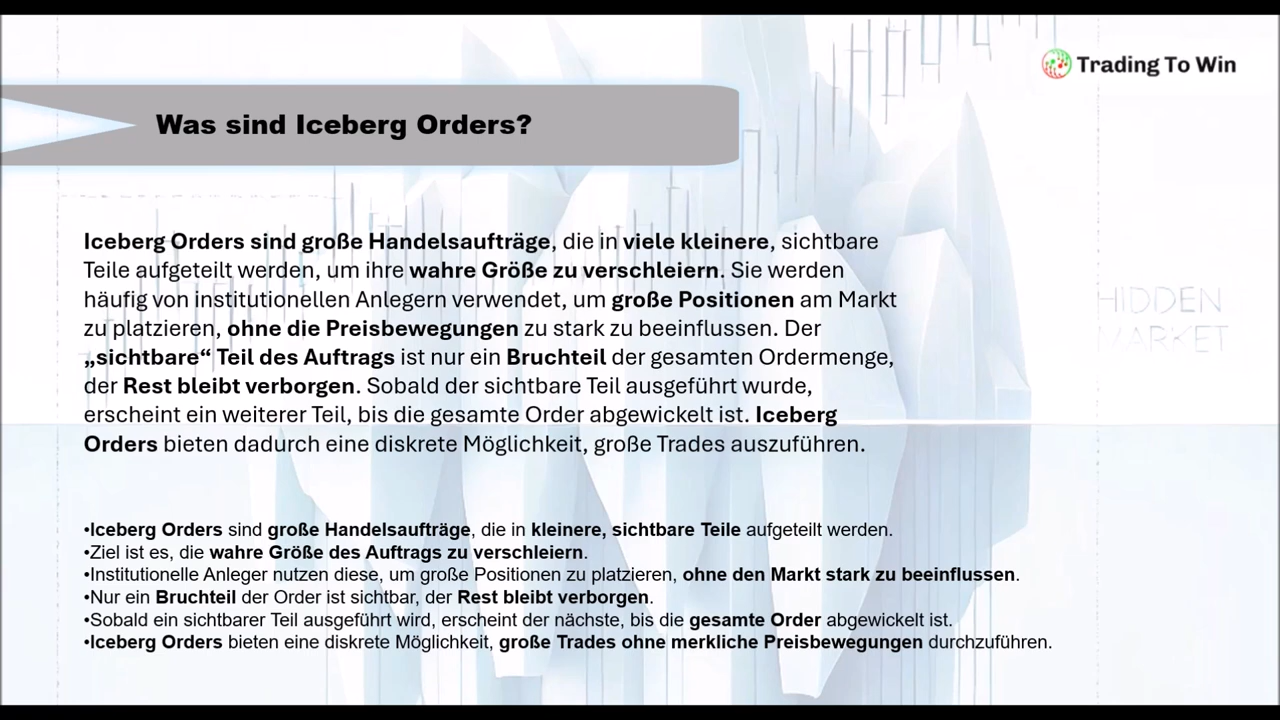 Trading To Win
Was sind Iceberg Orders?
Iceberg Orders sind große Handelsaufträge, die in viele kleinere, sichtbare
Teile aufgeteilt werden, um ihre wahre Größe zu verschleiern. Sie werden
häufig von institutionellen Anlegern verwendet, um große Positionen am Markt
zu platzieren, ohne die Preisbewegungen zu stark zu beeinflussen. Der
„sichtbare“ Teil des Auftrags ist nur ein Bruchteil der gesamten Ordermenge,
der Rest bleibt verborgen. Sobald der sichtbare Teil ausgeführt wurde,
erscheint ein weiterer Teil, bis die gesamte Order abgewickelt ist. Iceberg
Orders bieten dadurch eine diskrete Möglichkeit, große Trades auszuführen.
HIDDEN
MARKET
•Iceberg Orders sind große Handelsaufträge, die in kleinere, sichtbare Teile aufgeteilt werden.
•Ziel ist es, die wahre Größe des Auftrags zu verschleiern.
•Institutionelle Anleger nutzen diese, um große Positionen zu platzieren, ohne den Markt stark zu beeinflussen.
•Nur ein Bruchteil der Order ist sichtbar, der Rest bleibt verborgen.
•Sobald ein sichtbarer Teil ausgeführt wird, erscheint der nächste, bis die gesamte Order abgewickelt ist.
•Iceberg Orders bieten eine diskrete Möglichkeit, große Trades ohne merkliche Preisbewegungen durchzuführen.